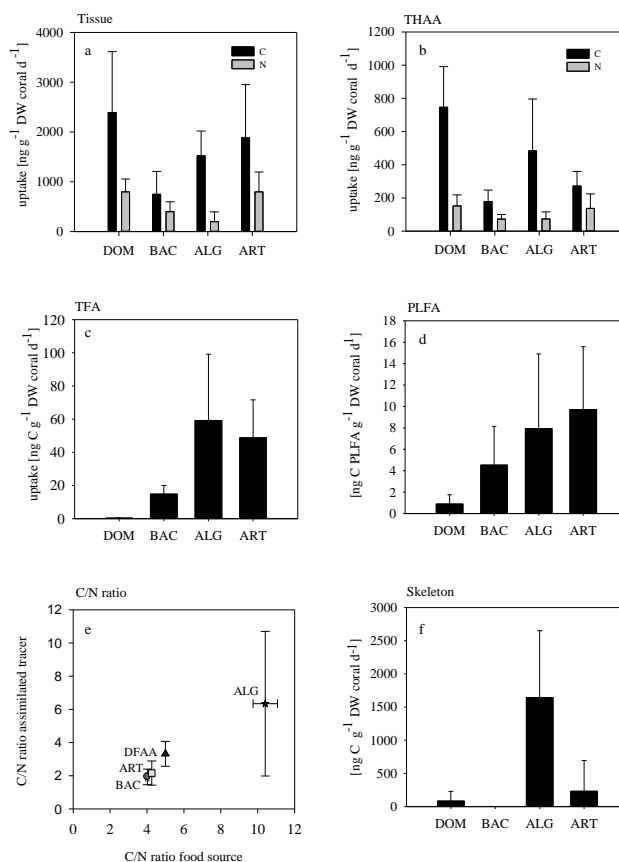 Tissue
a
C
N
4000
3000
2000
1000
0
uptake [ng g-1 DW coral d-1]
DOM BAC ALG ART
THAA
b
C
N
1200
1000
800
600
400
200
0
uptake [ng g-1 DW coral d-1]
DOM BAC ALG ART
TFA
c
120
100
80
60
40
20
0
uptake [ng C g-1 DW coral d-1]
DOM BAC ALG ART
PLFA
d
18
16
14
12
10
8
6
4
2
0
[ng C PLFA g-1 DW coral d1]
DOM BAC ALG ART
C/N ratio
e
12
10
8
6
4
2
0
C/N ratio assimilated tracer
ALG
DFAA
ART
BAC
0 2 4 6 8 10 12 14
C/N ratio food source
Skeleton
f
3000
2500
2000
1500
1000
500
0
[ng C g-1 DW coral d-1]
DOM BAC ALG ART